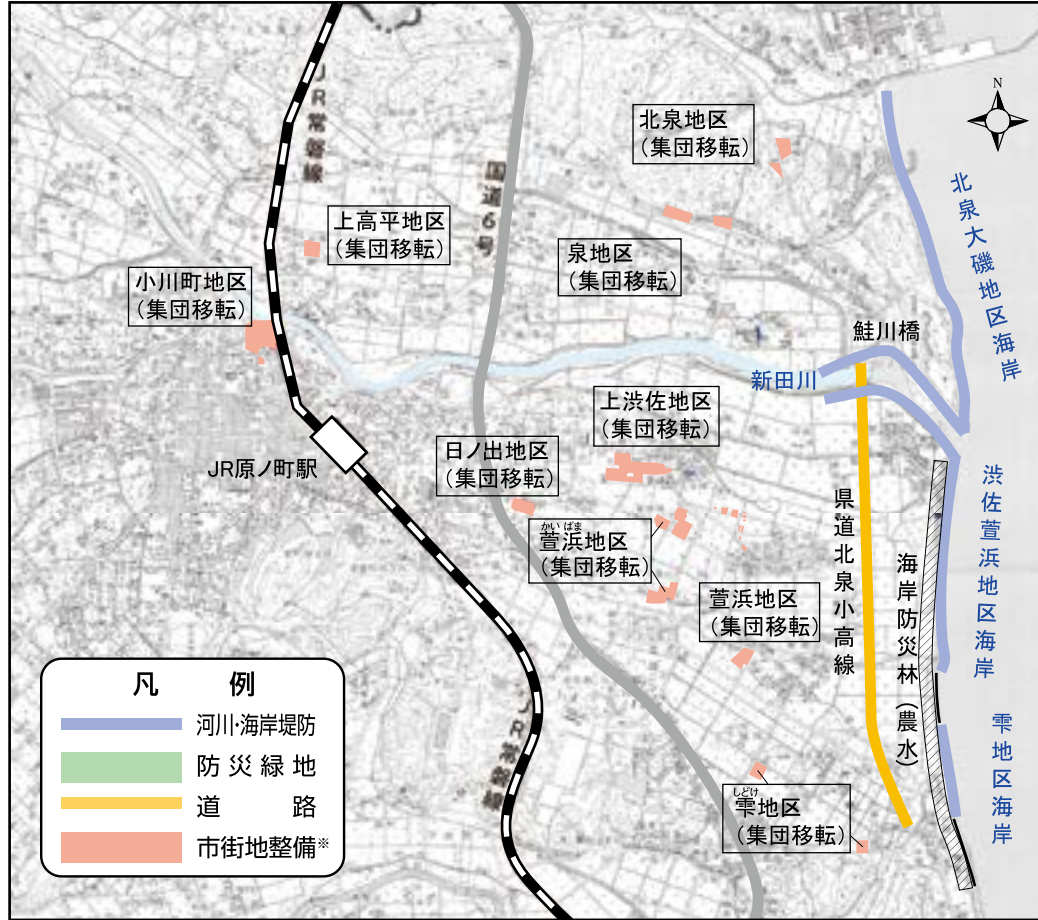 N
JR常磐線
国道6号
北泉地区
(集団移転)
上高平地区
(集団移転)
泉地区
(集団移転)
小川町地区
(集団移転)
北泉大磯地区海岸
鮭川橋
新田川
上渋佐地区
(集団移転)
日ノ出地区
(集団移転)
JR原ノ町駅
かいばま
萱浜地区
(集団移転)
萱浜地区
(集団移転)
県道北泉小高線
海岸防災林(農水)
渋佐萱浜地区海岸
雫地区海岸
JR常磐線
しどけ
雫地区
(集団移転)
凡 例
河川・海岸堤防
防災緑地
道 路
市街地整備※